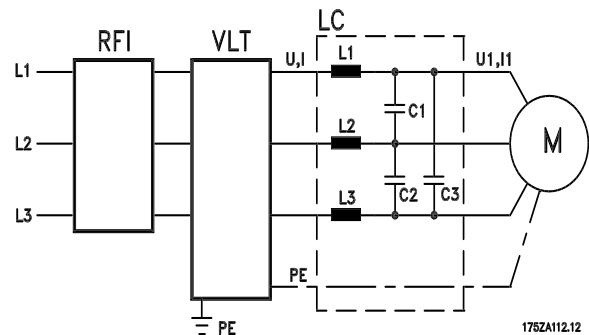 LC
RFI
VLT
U,I
L1
U1,I1
L1
C1
L2
L2
M
C2
C3
L3
L3
PE
PE
175ZA112.12